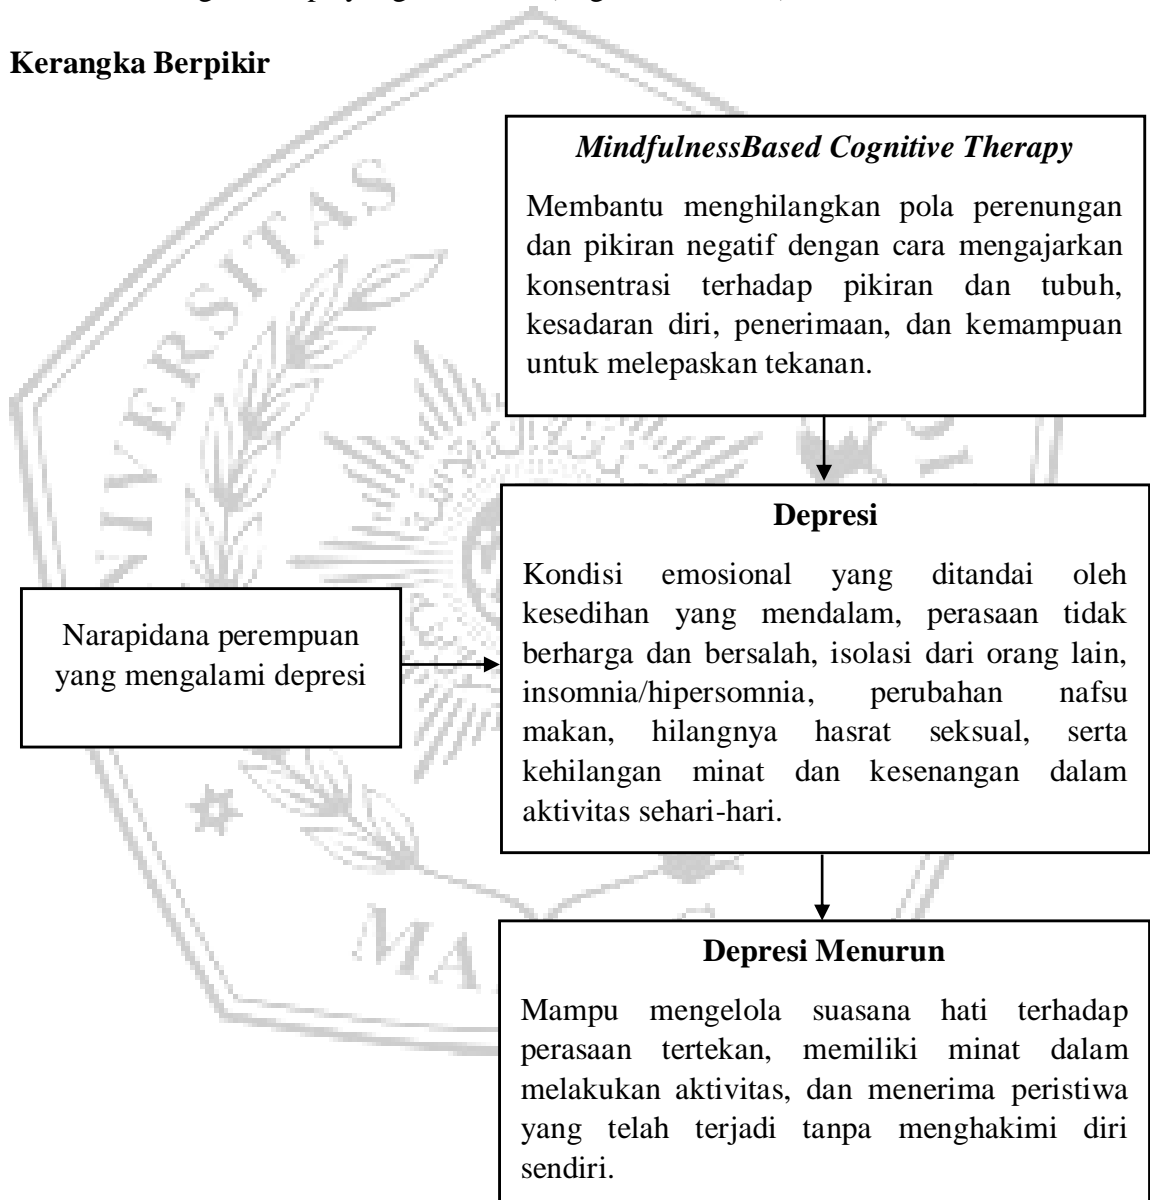 Kerangka Berpikir
MindfulnessBased Cognitive Therapy
Membantu menghilangkan pola perenungan
dan pikiran negatif dengan cara mengajarkan
konsentrasi terhadap pikiran dan tubuh,
kesadaran diri, penerimaan, dan kemampuan
untuk melepaskan tekanan.
Depresi
Kondisi emosional yang ditandai oleh
kesedihan yang mendalam, perasaan tidak
berharga dan bersalah, isolasi dari orang lain,
insomnia/hipersomnia, perubahan nafsu
makan, hilangnya hasrat seksual, serta
kehilangan minat dan kesenangan dalam
aktivitas sehari-hari.
Narapidana perempuan
yang mengalami depresi
Depresi Menurun
Mampu mengelola suasana hati terhadap
perasaan tertekan, memiliki minat dalam
melakukan aktivitas, dan menerima peristiwa
yang telah terjadi tanpa menghakimi diri
sendiri.
UNIVERSITAS